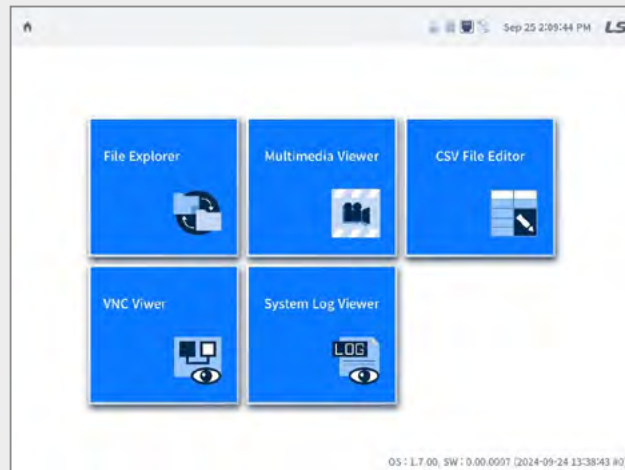 Sep 25 2:09:44 PM LS
File Explorer
Multimedia Viewer
CSV File Editor
VNC Viwer
System Log Viewer
LOG
OS : 1.7.00, SW : 0.00.0007 (2024-09-24 13:38:43